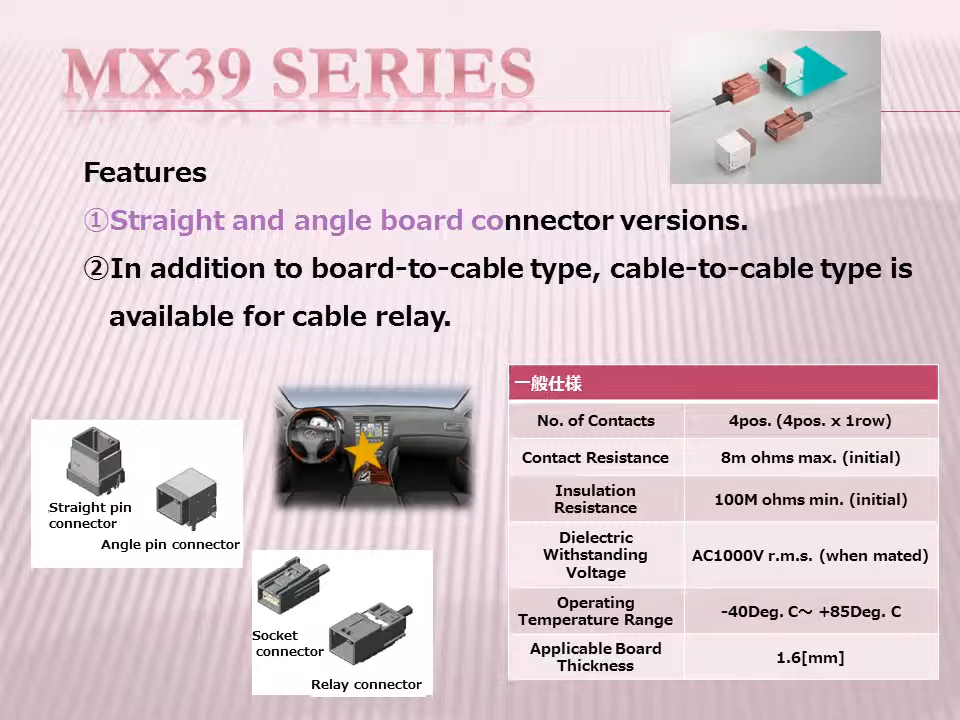 MX39 SERIES
Features
①Straight and angle board connector versions.
②In addition to board-to-cable type, cable-to-cable type is
available for cable relay.
Straight pin
connector
Angle pin connector
Socket
connector
Relay connector
一般仕様
No. of Contacts 4pos. (4pos. x 1row)
Contact Resistance 8m ohms max. (initial)
Insulation
Resistance 100M ohms min. (initial)
Dielectric
Withstanding
Voltage AC1000V r.m.s. (when mated)
Operating
Temperature Range -40Deg. C～ +85Deg. C
Applicable Board
Thickness 1.6[mm]